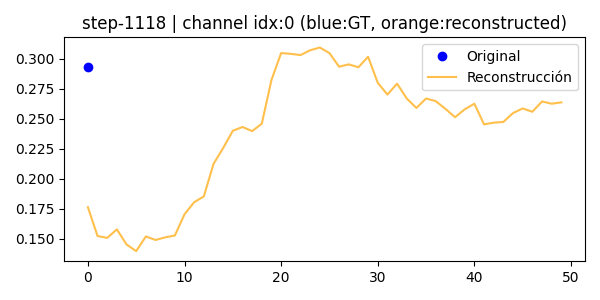 step-1118 | channel idx:0 (blue:GT, orange:reconstructed)
Original
Reconstrucción
0.300
0.275
0.250
0.225
0.200
0.175
0.150
0 10 20 30 40 50